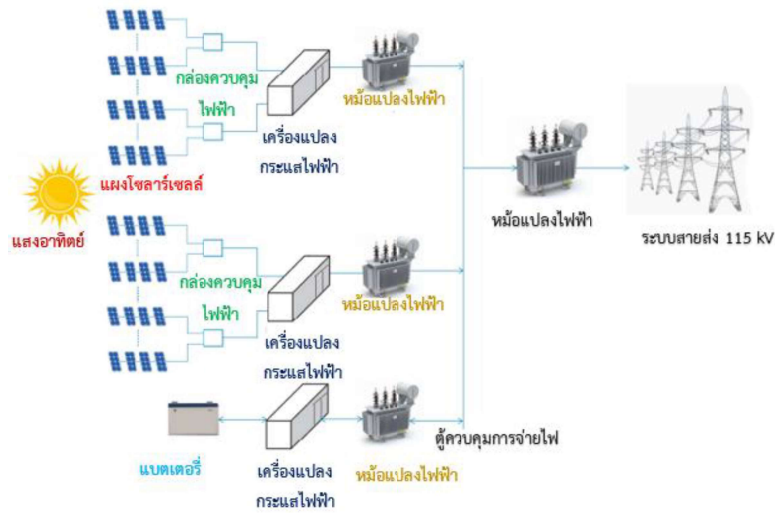 กล่องควบคุม
ไฟฟ้า
หม้อแปลงไฟฟ้า
เครื่องแปลง
กระแสไฟฟ้า
แผงโซลาร์เซลล์
แสงอาทิตย์
หม้อแปลงไฟฟ้า
ระบบสายส่ง 115 kV
กล่องควบคุม
ไฟฟ้า
หม้อแปลงไฟฟ้า
เครื่องแปลง
กระแสไฟฟ้า
ตู้ควบคุมการจ่ายไฟ
แบตเตอรี่
เครื่องแปลง
กระแสไฟฟ้า
หม้อแปลงไฟฟ้า